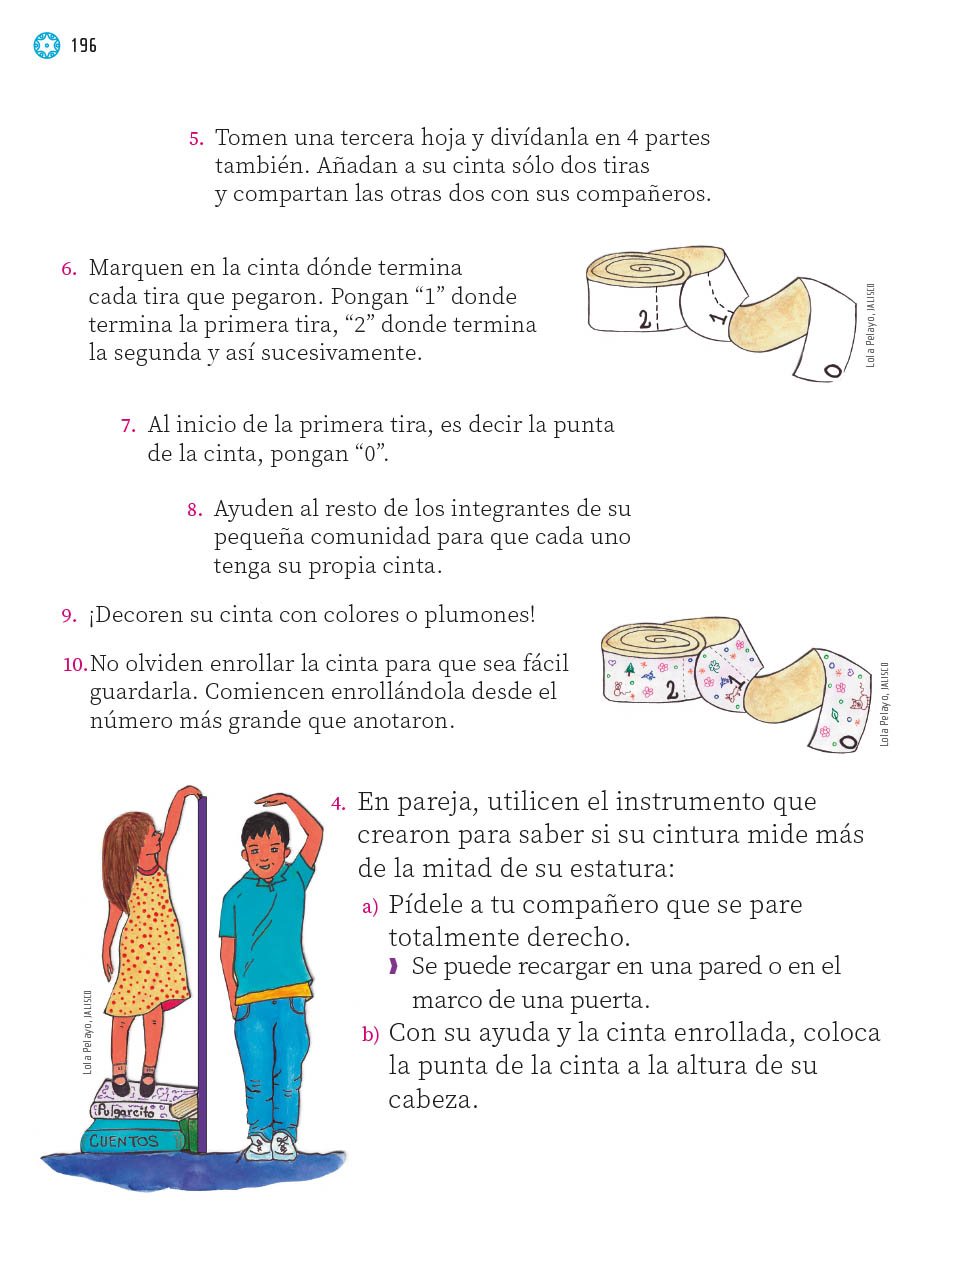 196
5. Tomen una tercera hoja y divídanla en 4 partes
también. Añadan a su cinta sólo dos tiras
y compartan las otras dos con sus compañeros.
6. Marquen en la cinta dónde termina
cada tira que pegaron. Pongan “1” donde
termina la primera tira, “2” donde termina
la segunda y así sucesivamente.
2
1
0
Lola Pelayo, JALISCO
7. Al inicio de la primera tira, es decir la punta
de la cinta, pongan “0”.
8. Ayuden al resto de los integrantes de su
pequeña comunidad para que cada uno
tenga su propia cinta.
9. ¡Decoren su cinta con colores o plumones!
10. No olviden enrollar la cinta para que sea fácil
guardarla. Comiencen enrollándola desde el
número más grande que anotaron.
2
1
0
Lola Pelayo, JALISCO
4. En pareja, utilicen el instrumento que
crearon para saber si su cintura mide más
de la mitad de su estatura:
a) Pídele a tu compañero que se pare
totalmente derecho.
Se puede recargar en una pared o en el
marco de una puerta.
b) Con su ayuda y la cinta enrollada, coloca
la punta de la cinta a la altura de su
cabeza.
Lola Pelayo, JALISCO
Pulgarcito
CUENTOS